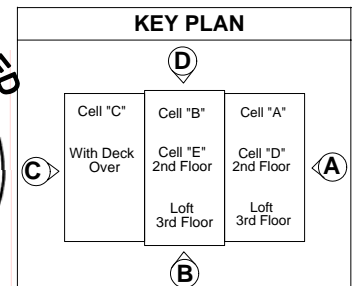 KEY PLAN
D
Cell "C"
With Deck
Over
Cell "B"
Cell "E"
2nd Floor
Loft
3rd Floor
Cell "A"
Cell "D"
2nd Floor
Loft
3rd Floor
C
A
B
ED